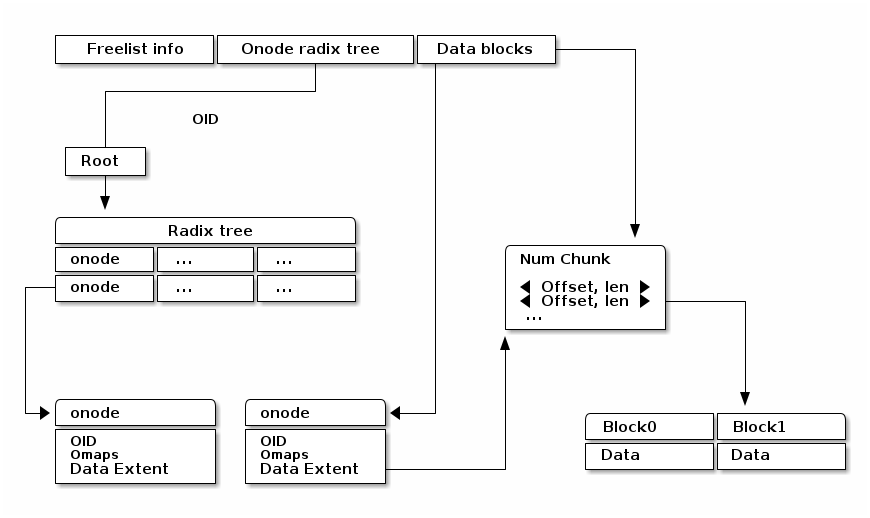 Freelist info Onode radix tree Data blocks
OID
Root
Radix tree
onode ... ...
onode ... ...
Num Chunk
◀ Offset, len ▶
◀ Offset, len ▶
...
onode
OID
Omaps
Data Extent
onode
OID
Omaps
Data Extent
Block0 Block1
Data Data